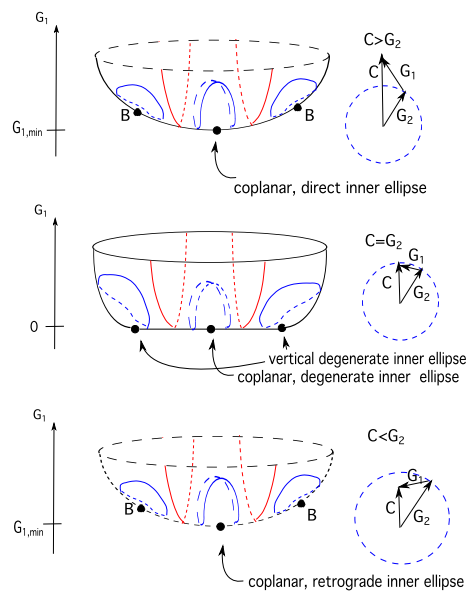 G₁
C>G₂
C
G₁
G₂
B
B
G₁,min
coplanar, direct inner ellipse
G₁
C=G₂
G₁
C
G₂
0
vertical degenerate inner ellipse
coplanar, degenerate inner ellipse
G₁
C<G₂
G₁
C
G₂
B
B
G₁,min
coplanar, retrograde inner ellipse